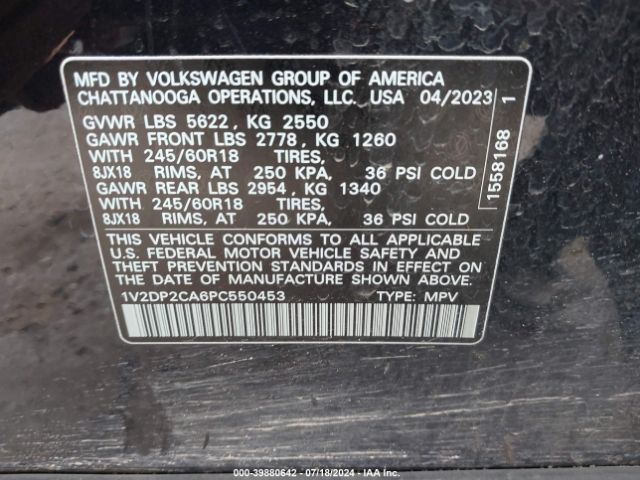 MFD BY VOLKSWAGEN GROUP OF AMERICA
CHATTANOOGA OPERATIONS, LLC. USA 04/2023
GVWR LBS 5622, KG 2550
GAWR FRONT LBS 2778, KG 1260
WITH 245/60R18 TIRES,
8JX18 RIMS, AT 250 KPA, 36 PSI COLD
GAWR REAR LBS 2954, KG 1340
WITH 245/60R18 TIRES,
8JX18 RIMS, AT 250 KPA, 36 PSI COLD
THIS VEHICLE CONFORMS TO ALL APPLICABLE
U.S. FEDERAL MOTOR VEHICLE SAFETY AND
THEFT PREVENTION STANDARDS IN EFFECT ON
THE DATE OF MANUFACTURE SHOWN ABOVE.
1V2DP2CA6PC550453 TYPE: MPV
1558168 1
000-39880642 - 07/18/2024 - IAA Inc.